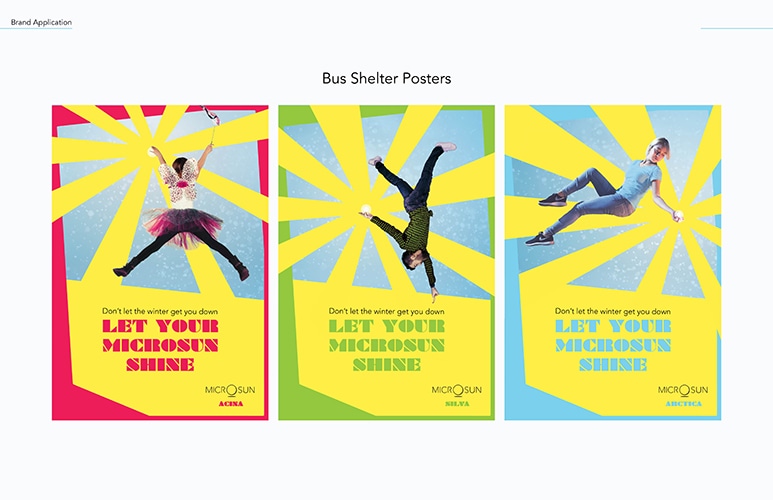 Brand Application
Bus Shelter Posters
Don't let the winter get you down
LET YOUR
MICROSUN
SHINE
MICROSUN
ACINA
Don't let the winter get you down
LET YOUR
MICROSUN
SHINE
MICROSUN
SILVA
Don't let the winter get you down
LET YOUR
MICROSUN
SHINE
MICROSUN
ARCTICA